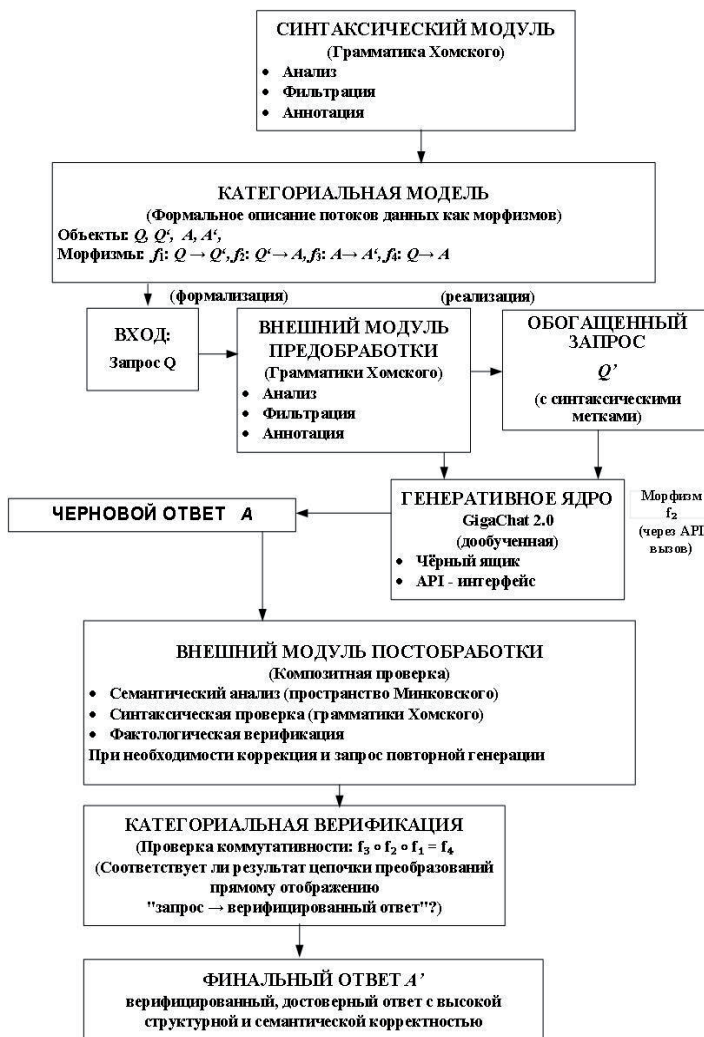 СИНТАКСИЧЕСКИЙ МОДУЛЬ
(Грамматика Хомского)
• Анализ
• Фильтрация
• Аннотация
КАТЕГОРИАЛЬНАЯ МОДЕЛЬ
(Формальное описание потоков данных как морфизмов)
Объекты: Q, Q‘, A, A‘,
Морфизмы: f₁: Q → Q‘, f₂: Q‘ → A, f₃: A → A‘, f₄: Q → A
(формализация)
(реализация)
ВХОД:
Запрос Q
ВНЕШНИЙ МОДУЛЬ
ПРЕДОБРАБОТКИ
(Грамматики Хомского)
• Анализ
• Фильтрация
• Аннотация
ОБОГАЩЕННЫЙ
ЗАПРОС
Q’
(с синтаксическими
метками)
ЧЕРНОВОЙ ОТВЕТ A
ГЕНЕРАТИВНОЕ ЯДРО
GigaChat 2.0
(дообученная)
• Чёрный ящик
• API - интерфейс
Морфизм
f₂
(через API
вызов)
ВНЕШНИЙ МОДУЛЬ ПОСТОБРАБОТКИ
(Композитная проверка)
• Семантический анализ (пространство Минковского)
• Синтаксическая проверка (грамматики Хомского)
• Фактологическая верификация
При необходимости коррекция и запрос повторной генерации
КАТЕГОРИАЛЬНАЯ ВЕРИФИКАЦИЯ
(Проверка коммутативности: f₃ ∘ f₂ ∘ f₁ = f₄
(Соответствует ли результат цепочки преобразований
прямому отображению
"запрос → верифицированный ответ"?)
ФИНАЛЬНЫЙ ОТВЕТ A’
верифицированный, достоверный ответ с высокой
структурной и семантической корректностью